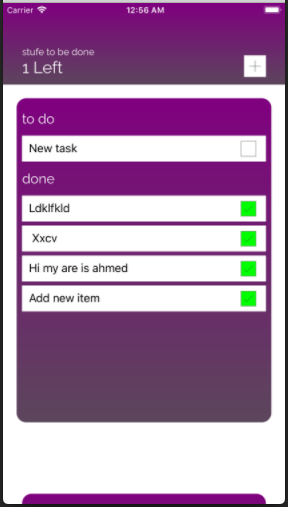 Carrier 12:56 AM
stufe to be done
1 Left
to do
New task
done
Ldklfkld
Xxcv
Hi my are is ahmed
Add new item